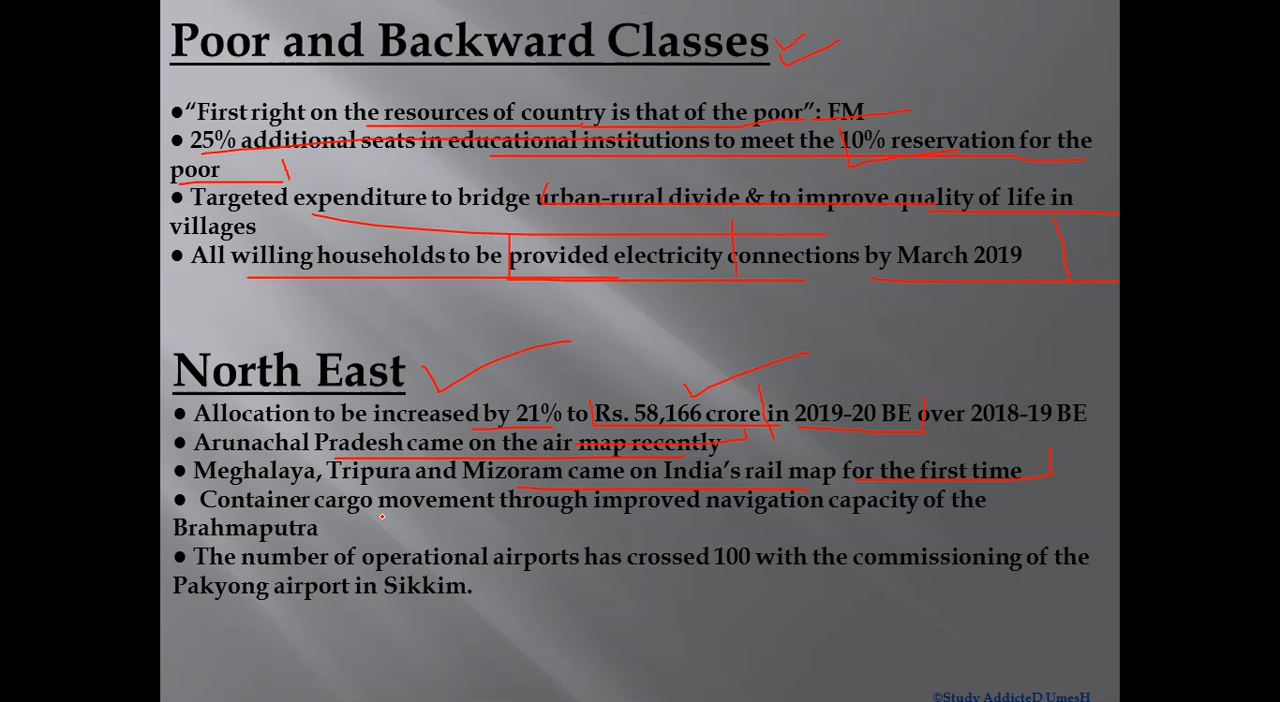 Poor and Backward Classes
●“First right on the resources of country is that of the poor”: FM
● 25% additional seats in educational institutions to meet the 10% reservation for the
poor
● Targeted expenditure to bridge urban-rural divide & to improve quality of life in
villages
● All willing households to be provided electricity connections by March 2019
North East
● Allocation to be increased by 21% to Rs. 58,166 crore in 2019-20 BE over 2018-19 BE
● Arunachal Pradesh came on the air map recently
● Meghalaya, Tripura and Mizoram came on India’s rail map for the first time
● Container cargo movement through improved navigation capacity of the
Brahmaputra
● The number of operational airports has crossed 100 with the commissioning of the
Pakyong airport in Sikkim.
©Study AddicteD UmesH